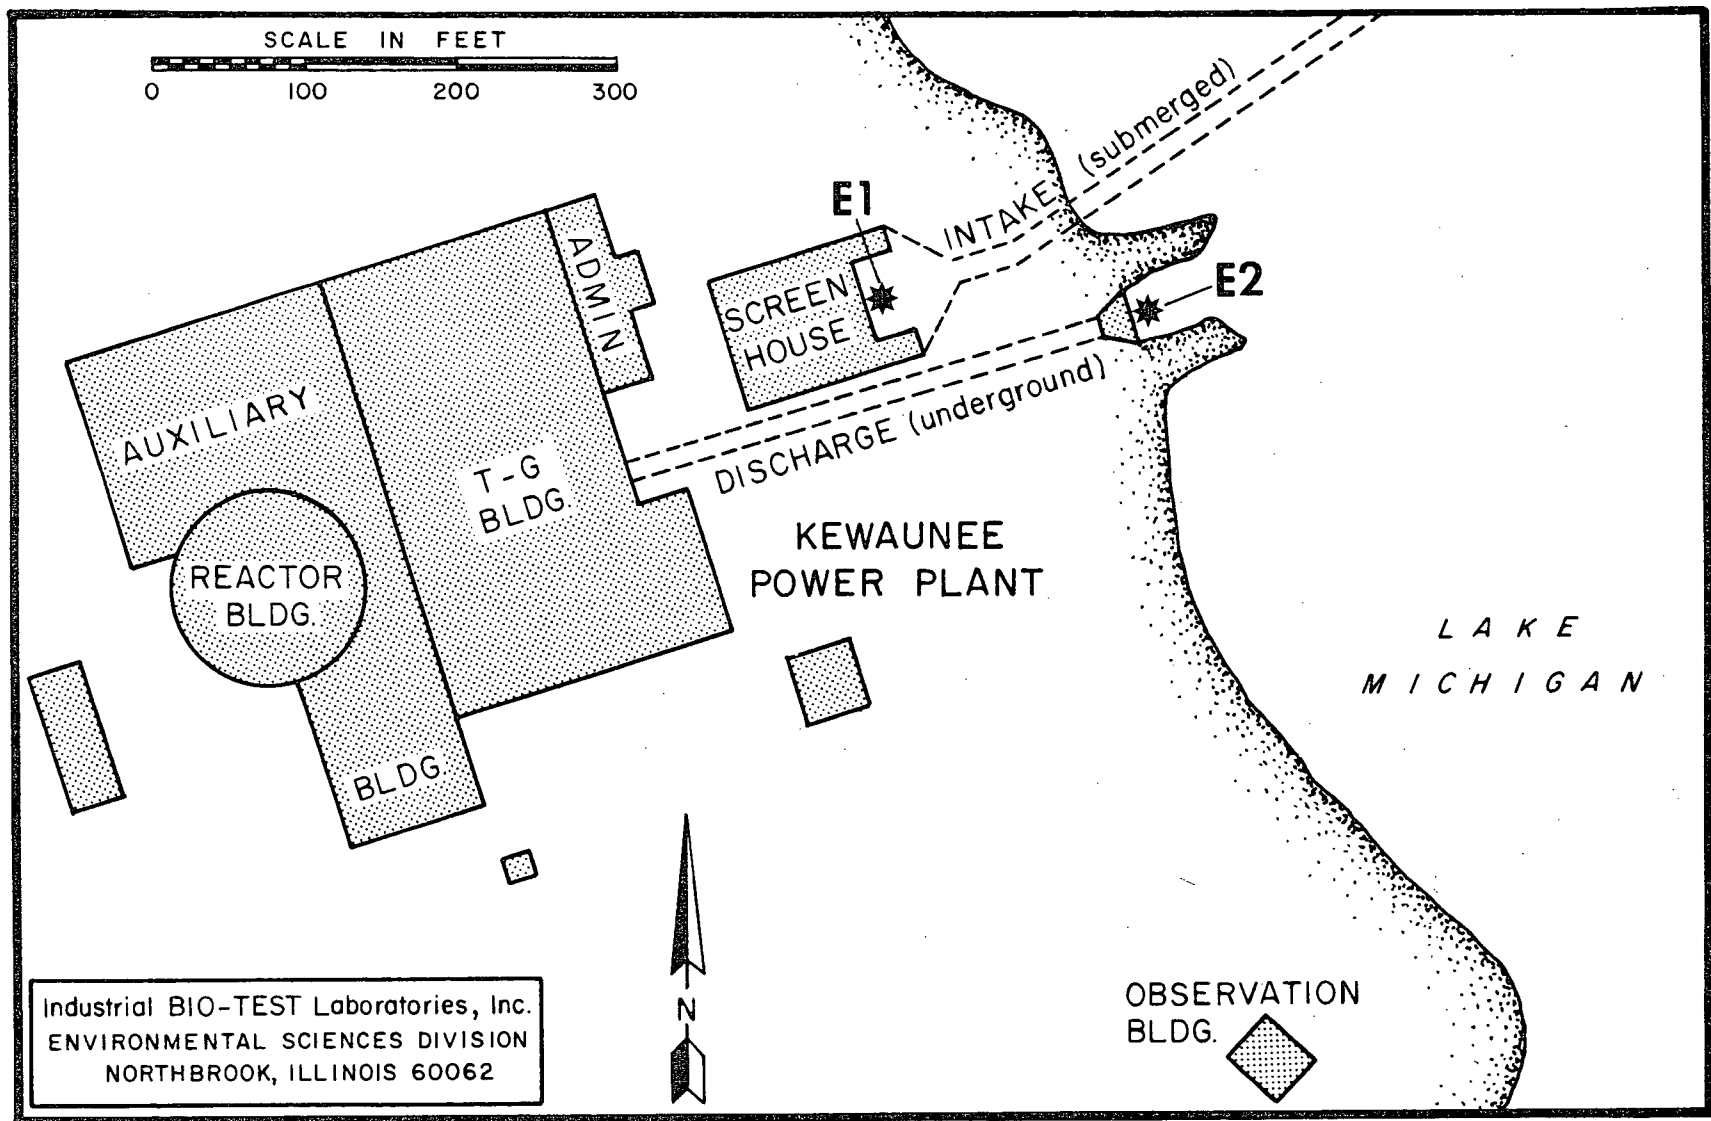 SCALE IN FEET
0 100 200 300
E1
INTAKE (submerged)
E2
ADMIN
SCREEN
HOUSE
AUXILIARY
T-G
BLDG
DISCHARGE (underground)
KEWAUNEE
POWER PLANT
REACTOR
BLDG.
LAKE
MICHIGAN
BLDG
Industrial BIO-TEST Laboratories, Inc.
ENVIRONMENTAL SCIENCES DIVISION
NORTHBROOK, ILLINOIS 60062
N
OBSERVATION
BLDG.